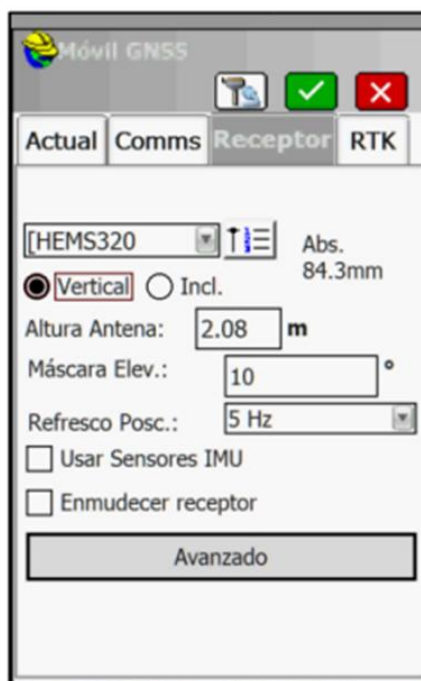 Móvil GNSS
Actual Comms Receptor RTK
[HEMS320 Abs.
84.3mm
Vertical Incl.
Altura Antena: 2.08 m
Máscara Elev.: 10 °
Refresco Posc.: 5 Hz
Usar Sensores IMU
Enmudecer receptor
Avanzado